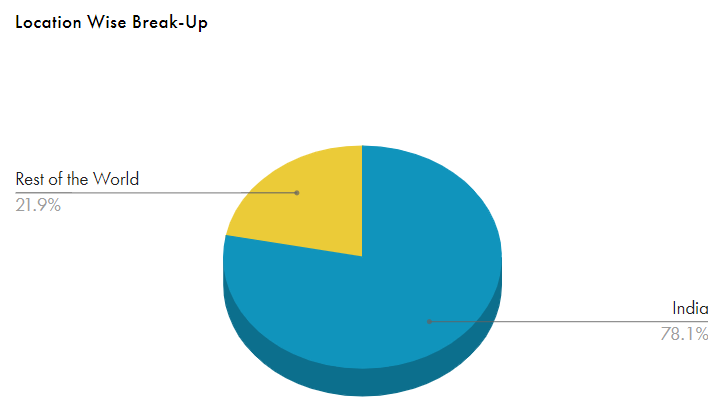 Location Wise Break-Up
Rest of the World
21.9%
India
78.1%